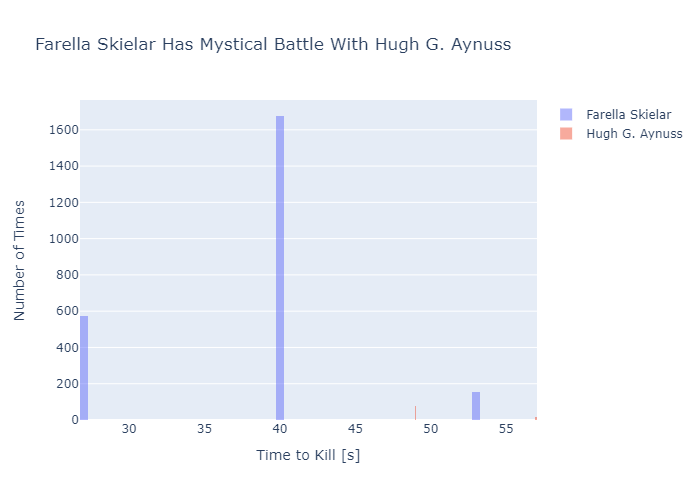 Farella Skielar Has Mystical Battle With Hugh G. Aynuss
Farella Skielar
Hugh G. Aynuss
Number of Times
1600
1400
1200
1000
800
600
400
200
0
30 35 40 45 50 55
Time to Kill [s]